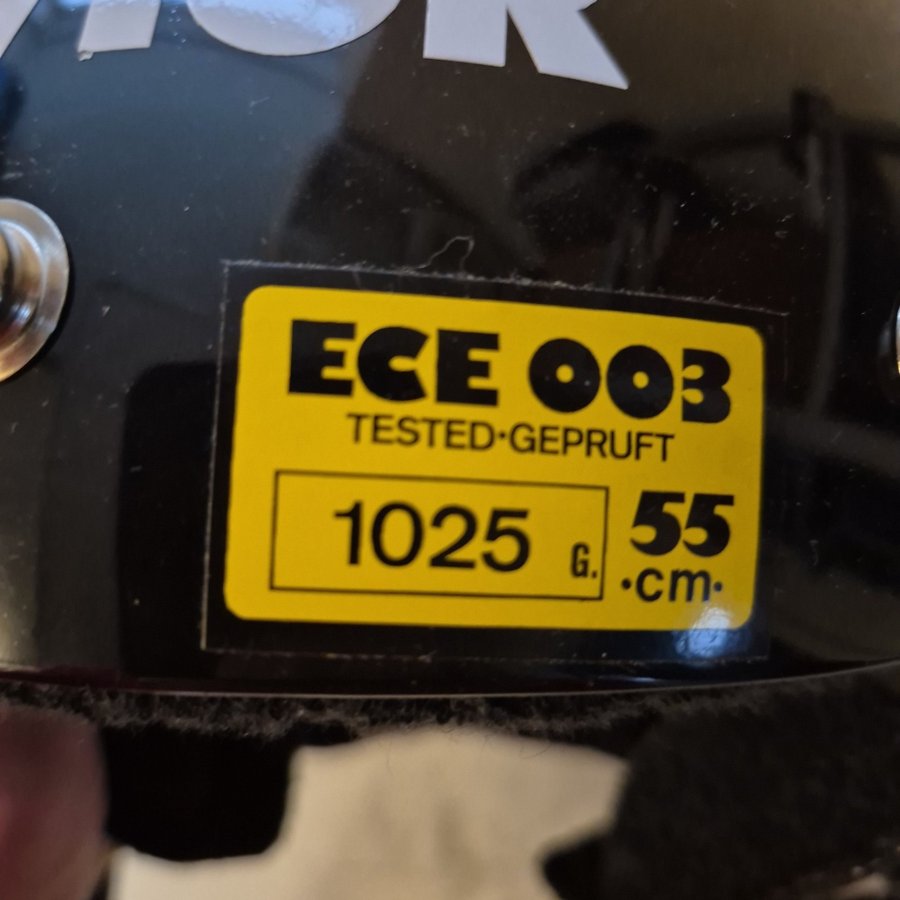 ECE 003
TESTED·GEPRUFT
1025 G.
55
·cm·